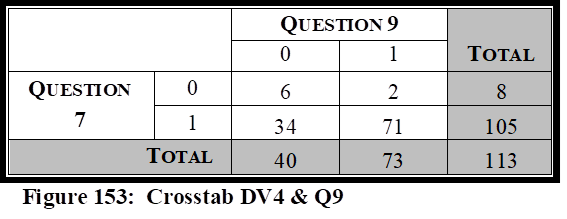 QUESTION 9
0 1 TOTAL
QUESTION 0 6 2 8
7 1 34 71 105
TOTAL 40 73 113
Figure 153: Crosstab DV4 & Q9